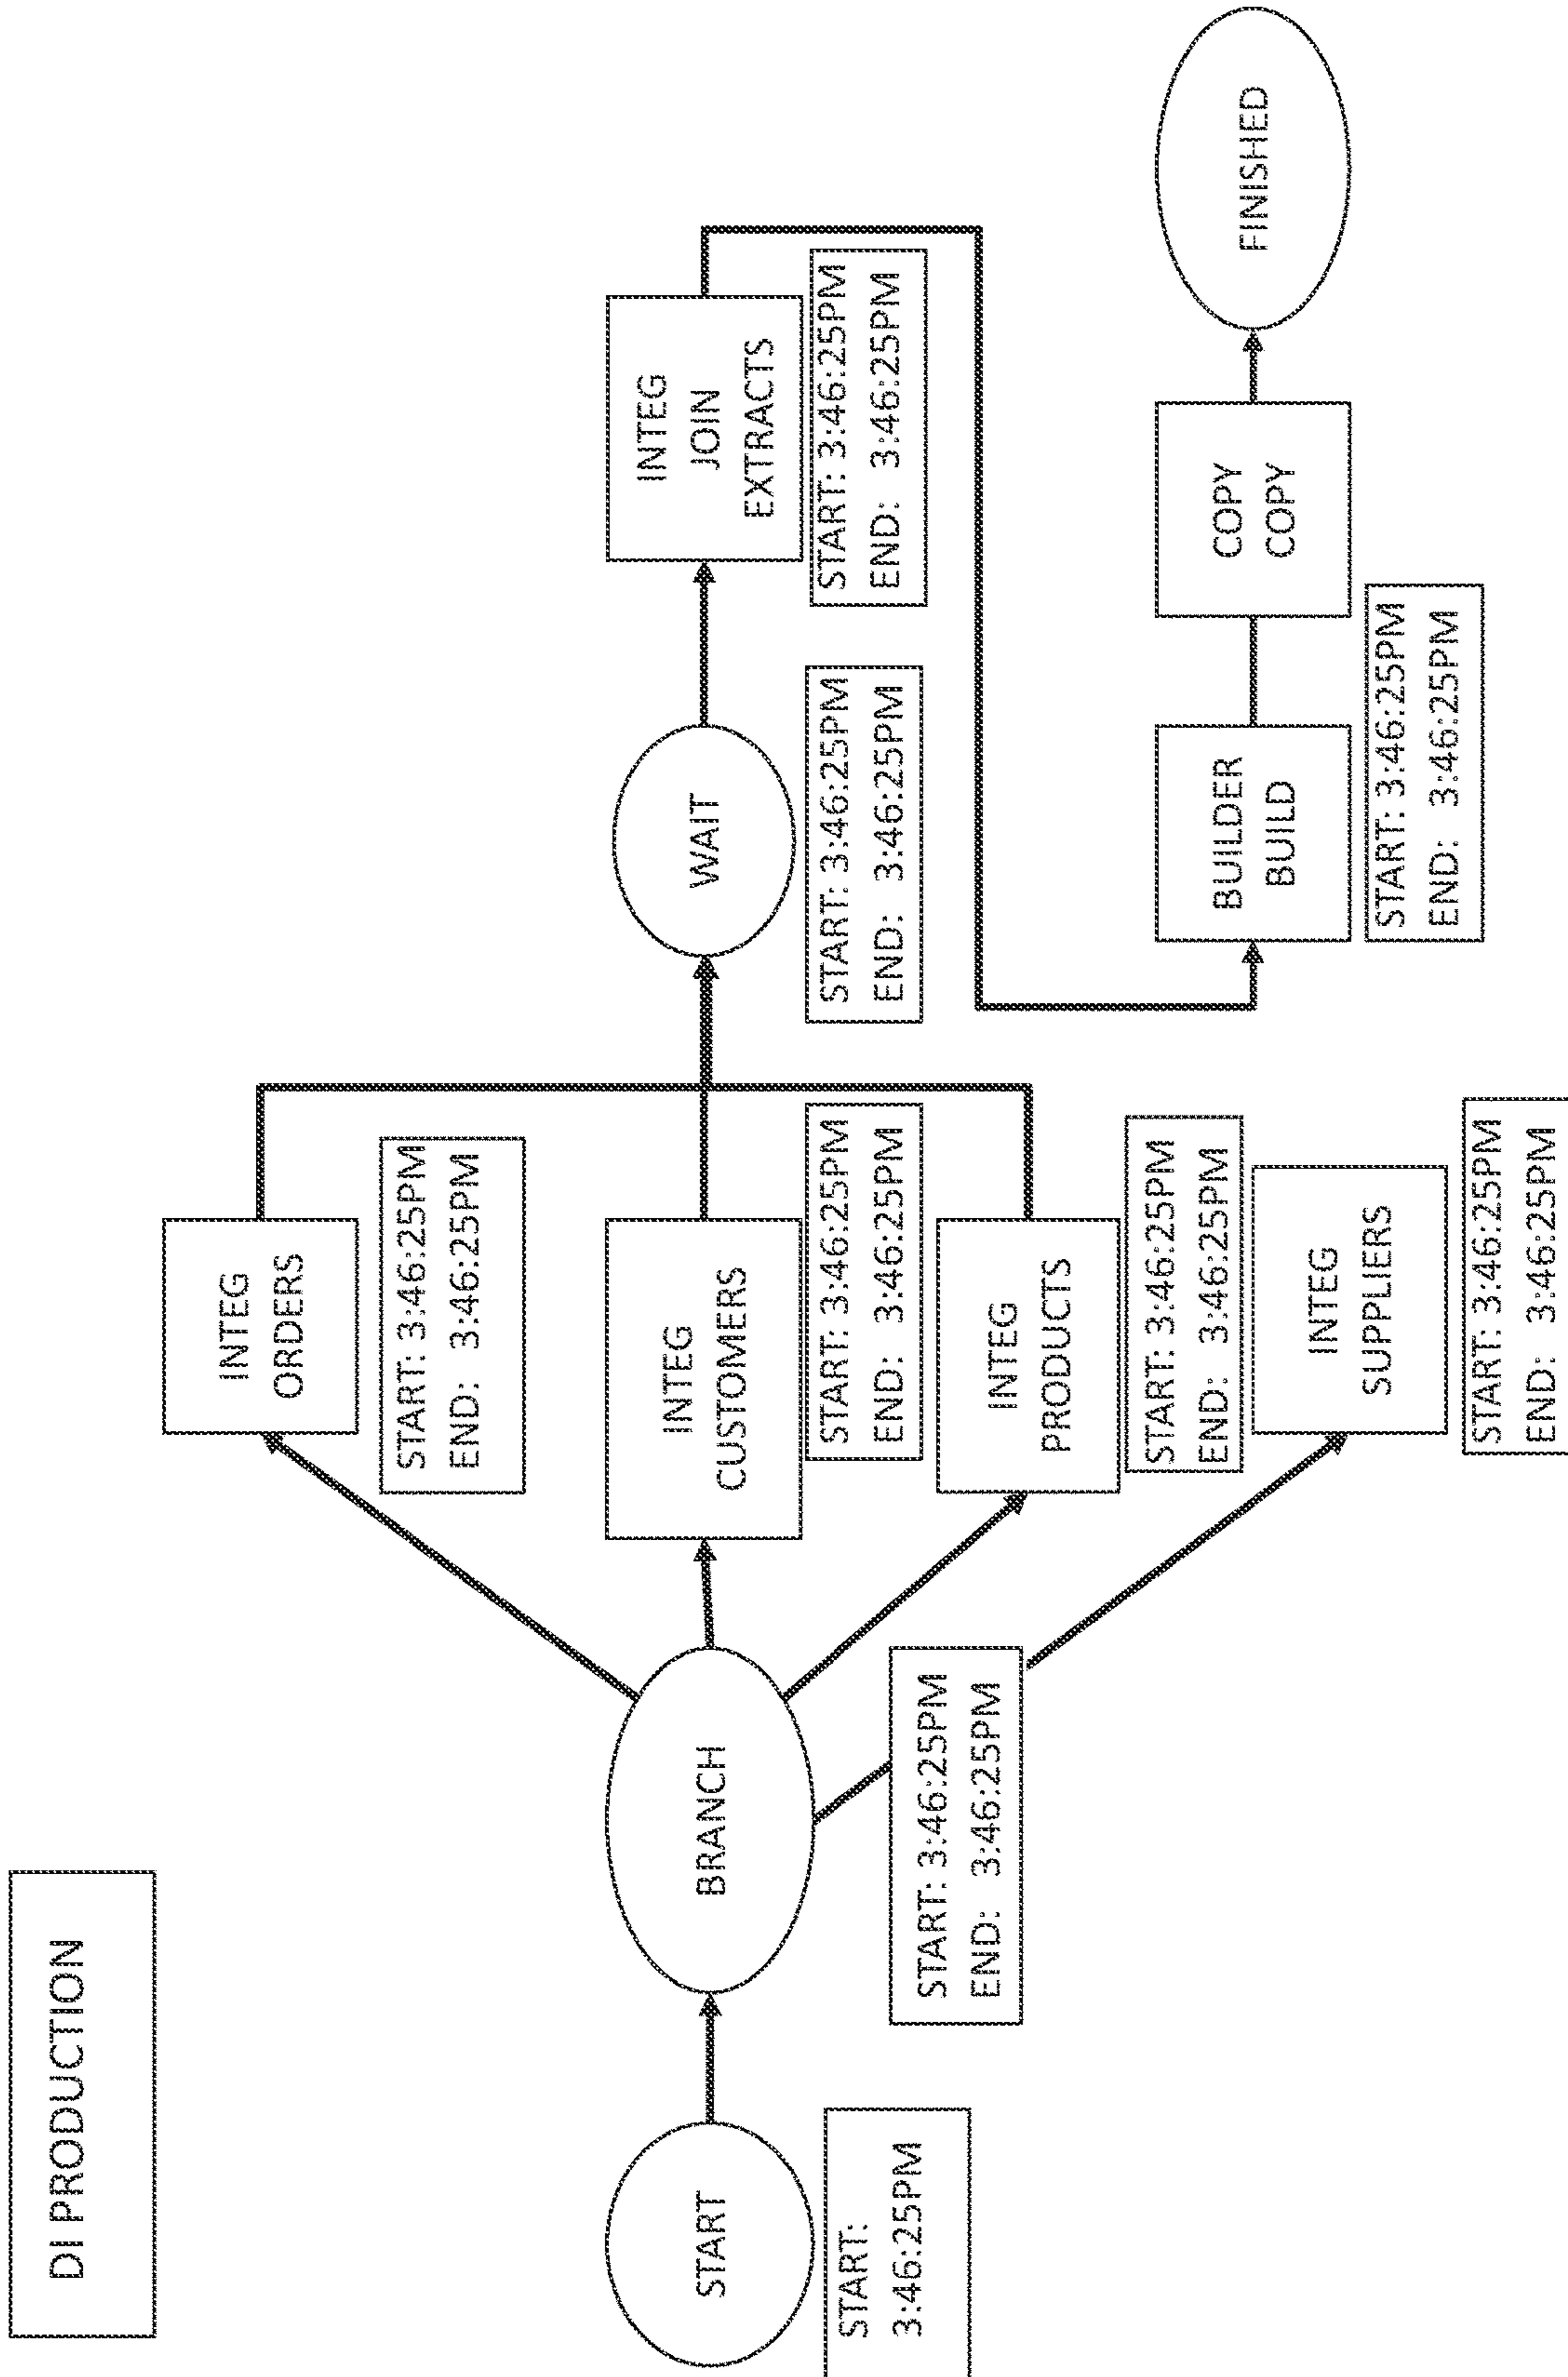 DI PRODUCTION
START
START:
3:46:25PM
BRANCH
START: 3:46:25PM
END: 3:46:25PM
INTEG
ORDERS
START: 3:46:25PM
END: 3:46:25PM
INTEG
CUSTOMERS
START: 3:46:25PM
END: 3:46:25PM
INTEG
PRODUCTS
START: 3:46:25PM
END: 3:46:25PM
INTEG
SUPPLIERS
START: 3:46:25PM
END: 3:46:25PM
WAIT
START: 3:46:25PM
END: 3:46:25PM
INTEG
JOIN
EXTRACTS
START: 3:46:25PM
END: 3:46:25PM
BUILDER
BUILD
START: 3:46:25PM
END: 3:46:25PM
COPY
COPY
FINISHED